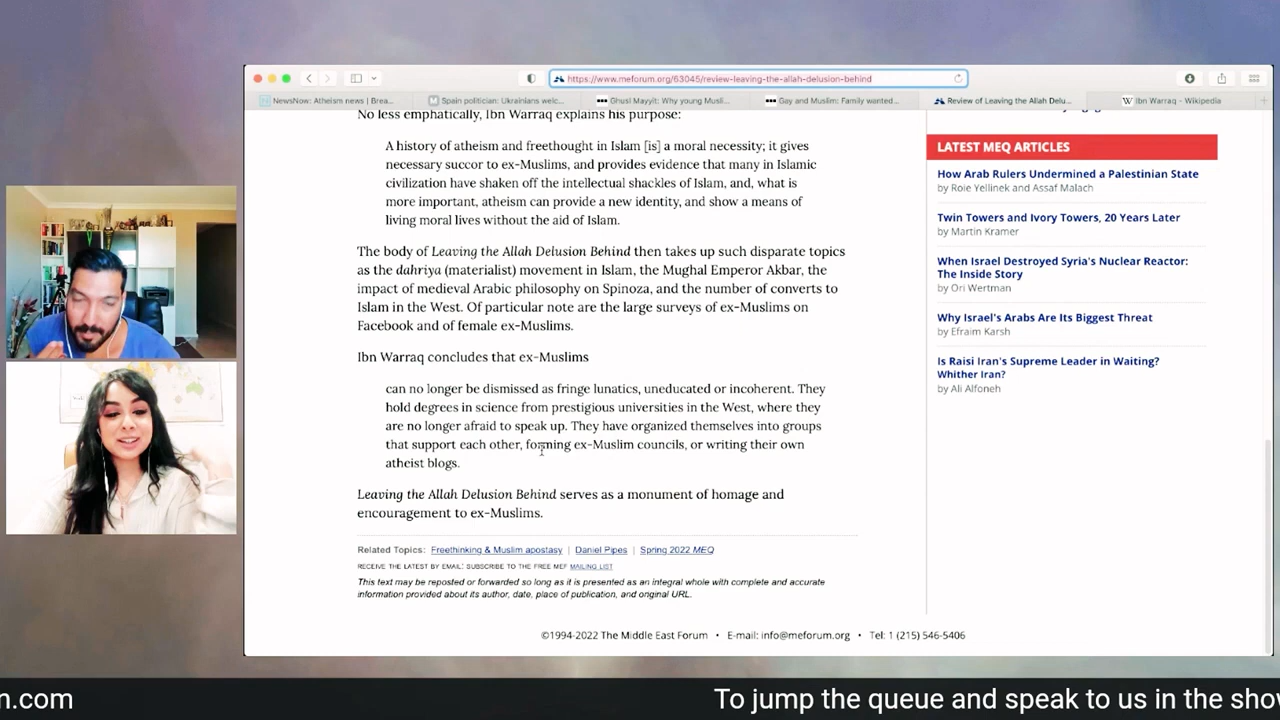 https://www.meforum.org/63045/review-leaving-the-allah-delusion-behind
NewsNow: Atheism news | Brea...
Spain politician: Ukrainians welc...
Ghusl Mayyit: Why young Musli...
Gay and Muslim: Family wanted...
Review of Leaving the Allah Delu...
Ibn Warraq - Wikipedia
No less emphatically, Ibn Warraq explains his purpose:
A history of atheism and freethought in Islam [is] a moral necessity; it gives
necessary succor to ex-Muslims, and provides evidence that many in Islamic
civilization have shaken off the intellectual shackles of Islam, and, what is
more important, atheism can provide a new identity, and show a means of
living moral lives without the aid of Islam.
The body of Leaving the Allah Delusion Behind then takes up such disparate topics
as the dahriya (materialist) movement in Islam, the Mughal Emperor Akbar, the
impact of medieval Arabic philosophy on Spinoza, and the number of converts to
Islam in the West. Of particular note are the large surveys of ex-Muslims on
Facebook and of female ex-Muslims.
Ibn Warraq concludes that ex-Muslims
can no longer be dismissed as fringe lunatics, uneducated or incoherent. They
hold degrees in science from prestigious universities in the West, where they
are no longer afraid to speak up. They have organized themselves into groups
that support each other, forming ex-Muslim councils, or writing their own
atheist blogs.
Leaving the Allah Delusion Behind serves as a monument of homage and
encouragement to ex-Muslims.
Related Topics: Freethinking & Muslim apostasy | Daniel Pipes | Spring 2022 MEQ
RECEIVE THE LATEST BY EMAIL: SUBSCRIBE TO THE FREE MEF MAILING LIST
This text may be reposted or forwarded so long as it is presented as an integral whole with complete and accurate
information provided about its author, date, place of publication, and original URL.
LATEST MEQ ARTICLES
How Arab Rulers Undermined a Palestinian State
by Roie Yellinek and Assaf Malach
Twin Towers and Ivory Towers, 20 Years Later
by Martin Kramer
When Israel Destroyed Syria's Nuclear Reactor:
The Inside Story
by Ori Wertman
Why Israel's Arabs Are Its Biggest Threat
by Efraim Karsh
Is Raisi Iran's Supreme Leader in Waiting?
Whither Iran?
by Ali Alfoneh
©1994-2022 The Middle East Forum • E-mail: info@meforum.org • Tel: 1 (215) 546-5406
n.com
To jump the queue and speak to us in the sho